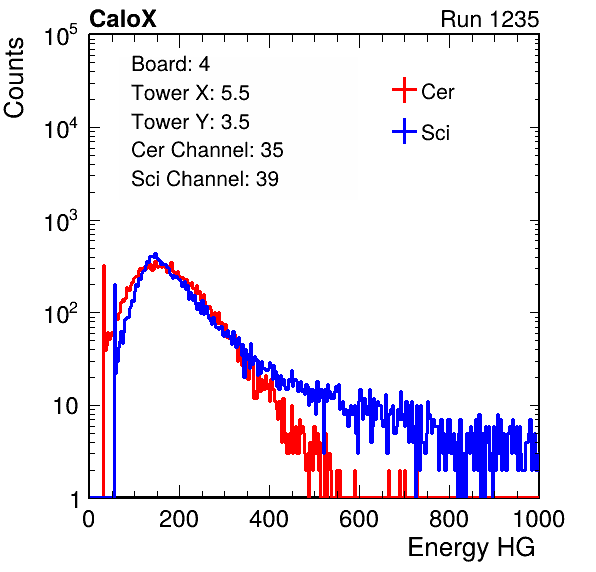 CaloX Run 1235
Counts
10^5
10^4
10^3
10^2
10
1
Board: 4
Tower X: 5.5
Tower Y: 3.5
Cer Channel: 35
Sci Channel: 39
Cer
Sci
0 200 400 600 800 1000
Energy HG